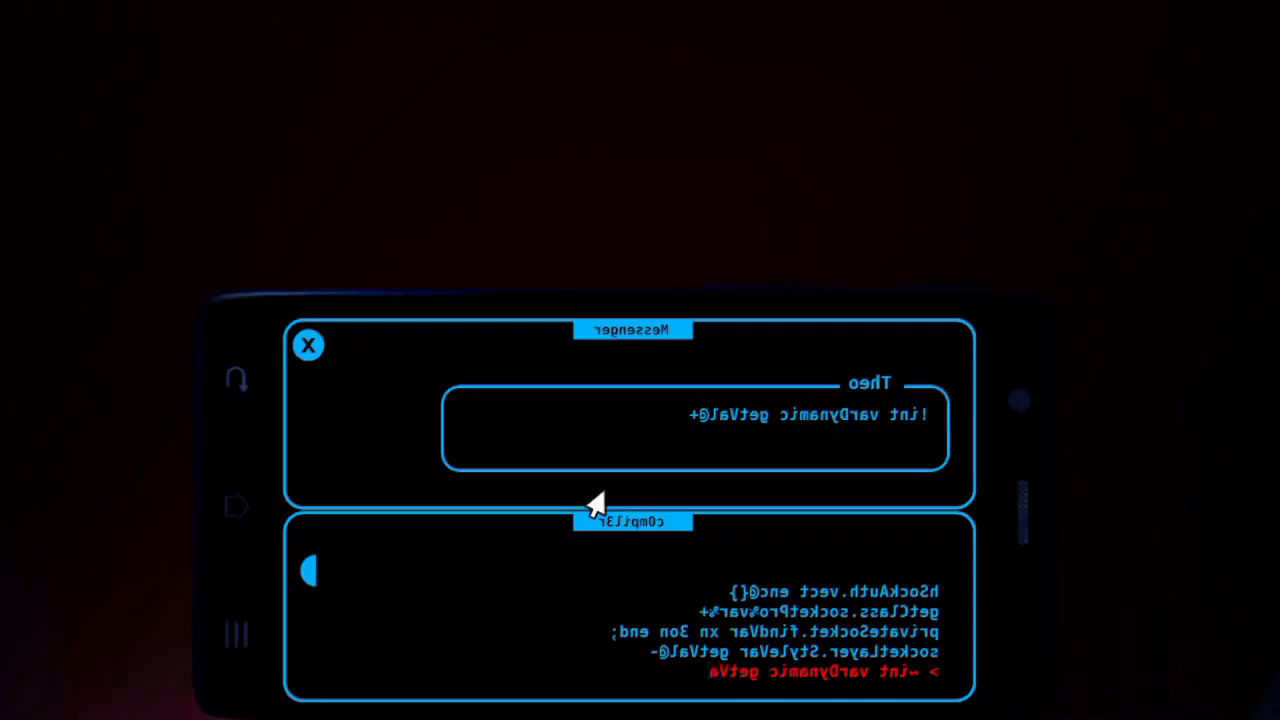 Messenger
X
Theo
!int varDynamic getVal@+
c0mpil3r
hSockAuth.vect enc@{}
getClass.socketPro%var%+
privateSocket.findVar xn 3on end;
socketLayer.StyleVar getVal@-
> ~int varDynamic getVa